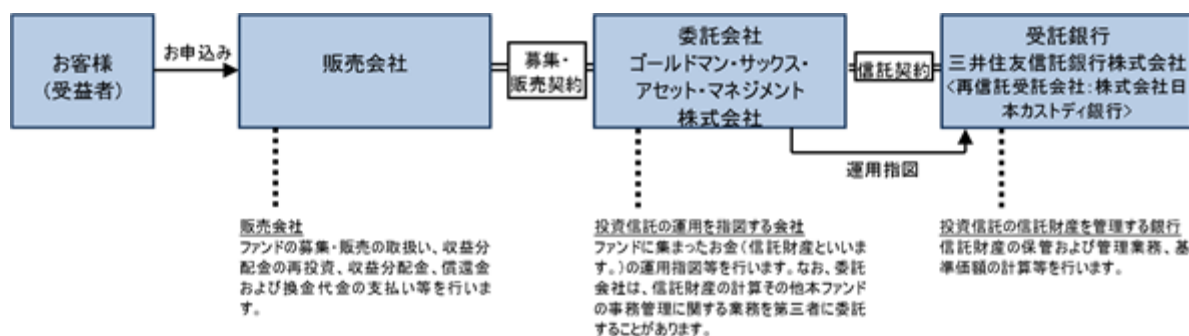 お客様
(受益者)
お申込み
販売会社
募集・
販売契約
委託会社
ゴールドマン・サックス・
アセット・マネジメント
株式会社
信託契約
受託銀行
三井住友信託銀行株式会社
<再信託受託会社:株式会社日
本カストディ銀行>
運用指図
販売会社
ファンドの募集・販売の取扱い、収益分
配金の再投資、収益分配金、償還金
および換金代金の支払い等を行いま
す。
投資信託の運用を指図する会社
ファンドに集まったお金(信託財産といいま
す。)の運用指図等を行います。なお、委託
会社は、信託財産の計算その他本ファンド
の事務管理に関する業務を第三者に委託
することがあります。
投資信託の信託財産を管理する銀行
信託財産の保管および管理業務、基
準価額の計算等を行います。